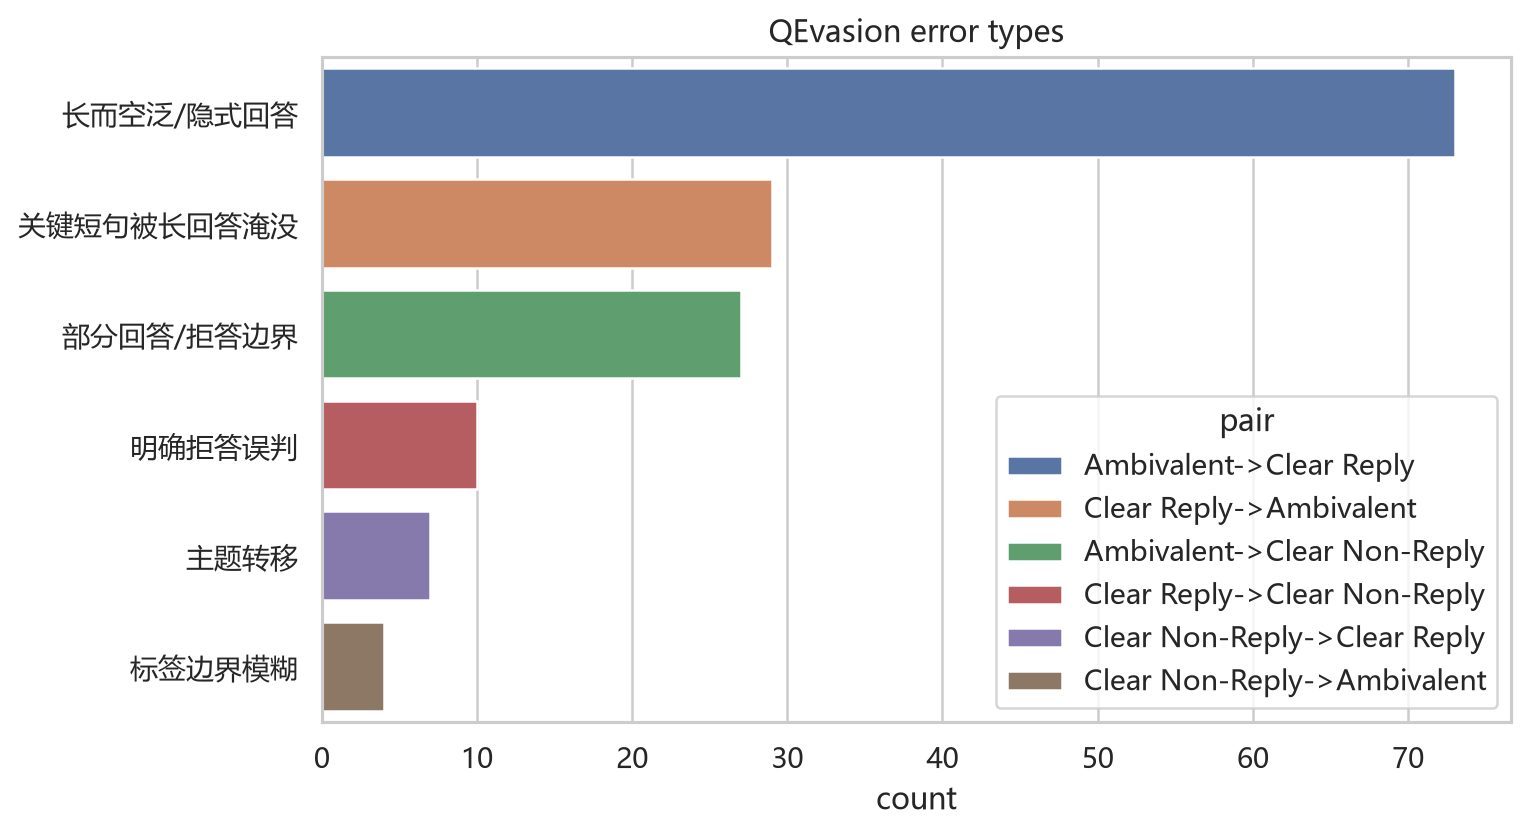 QEvasion error types
长而空泛/隐式回答
关键短句被长回答淹没
部分回答/拒答边界
明确拒答误判
主题转移
标签边界模糊
pair
Ambivalent->Clear Reply
Clear Reply->Ambivalent
Ambivalent->Clear Non-Reply
Clear Reply->Clear Non-Reply
Clear Non-Reply->Clear Reply
Clear Non-Reply->Ambivalent
0 10 20 30 40 50 60 70
count